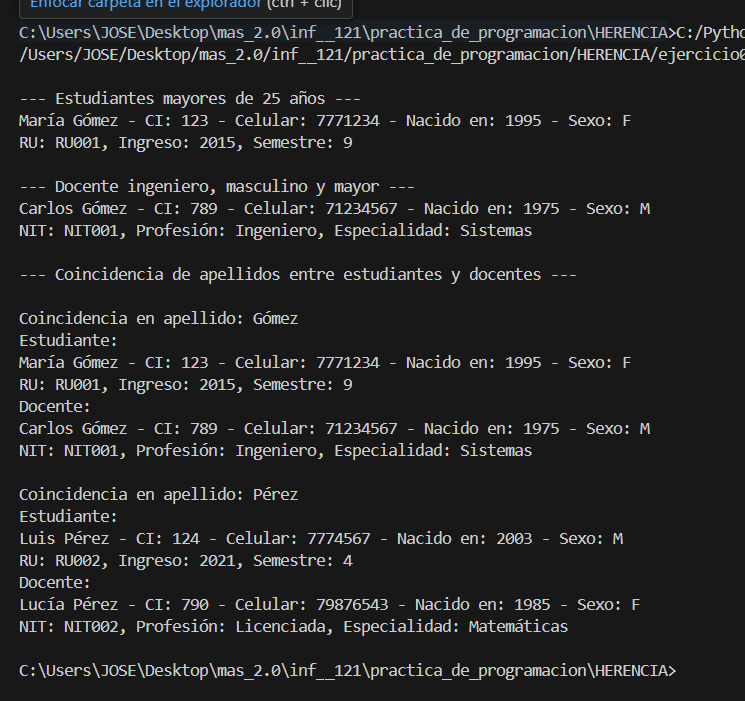 Enfocar carpeta en el explorador (ctrl + clic)
C:\Users\JOSE\Desktop\mas_2.0\inf__121\practica_de_programacion\HERENCIA>C:/Pytho
/Users/JOSE/Desktop/mas_2.0/inf__121/practica_de_programacion/HERENCIA/ejercicio0
--- Estudiantes mayores de 25 años ---
María Gómez - CI: 123 - Celular: 7771234 - Nacido en: 1995 - Sexo: F
RU: RU001, Ingreso: 2015, Semestre: 9
--- Docente ingeniero, masculino y mayor ---
Carlos Gómez - CI: 789 - Celular: 71234567 - Nacido en: 1975 - Sexo: M
NIT: NIT001, Profesión: Ingeniero, Especialidad: Sistemas
--- Coincidencia de apellidos entre estudiantes y docentes ---
Coincidencia en apellido: Gómez
Estudiante:
María Gómez - CI: 123 - Celular: 7771234 - Nacido en: 1995 - Sexo: F
RU: RU001, Ingreso: 2015, Semestre: 9
Docente:
Carlos Gómez - CI: 789 - Celular: 71234567 - Nacido en: 1975 - Sexo: M
NIT: NIT001, Profesión: Ingeniero, Especialidad: Sistemas
Coincidencia en apellido: Pérez
Estudiante:
Luis Pérez - CI: 124 - Celular: 7774567 - Nacido en: 2003 - Sexo: M
RU: RU002, Ingreso: 2021, Semestre: 4
Docente:
Lucía Pérez - CI: 790 - Celular: 79876543 - Nacido en: 1985 - Sexo: F
NIT: NIT002, Profesión: Licenciada, Especialidad: Matemáticas
C:\Users\JOSE\Desktop\mas_2.0\inf__121\practica_de_programacion\HERENCIA>